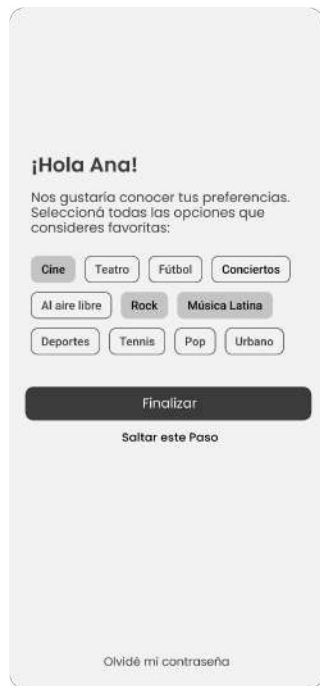 ¡Hola Ana!
Nos gustaría conocer tus preferencias.
Seleccioná todas las opciones que
consideres favoritas:
Cine Teatro Fútbol Conciertos
Al aire libre Rock Música Latina
Deportes Tennis Pop Urbano
Finalizar
Saltar este Paso
Olvidé mi contraseña